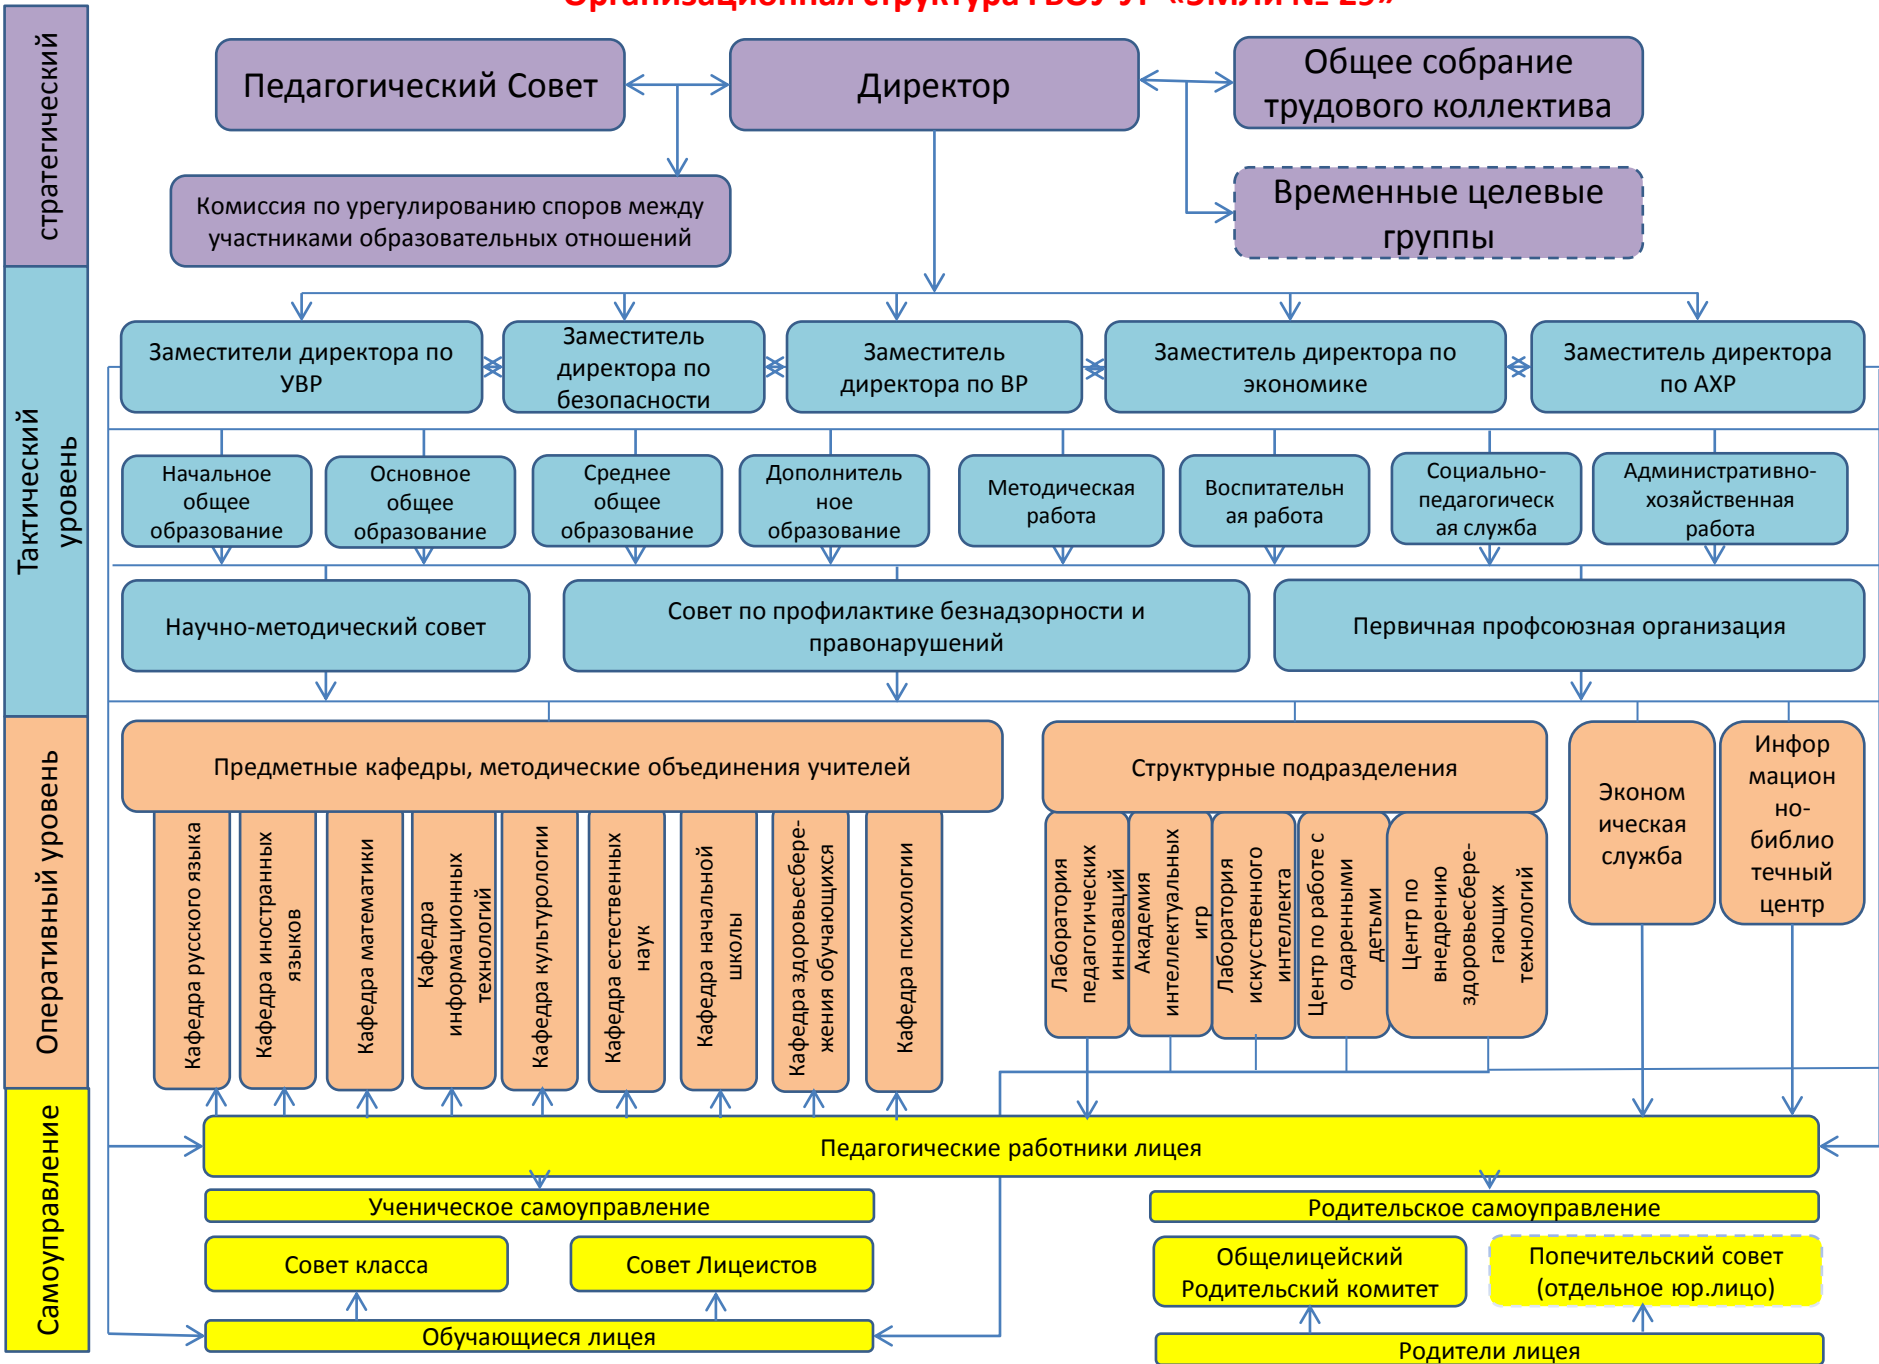 Организационная структура ГБОУ УР «ЭМЛи № 29»
стратегический
Педагогический Совет
Директор
Общее собрание
трудового коллектива
Комиссия по урегулированию споров между
участниками образовательных отношений
Временные целевые
группы
Тактический
уровень
Заместители директора по
УВР
Заместитель
директора по
безопасности
Заместитель
директора по ВР
Заместитель директора по
экономике
Заместитель директора
по АХР
Начальное
общее
образование
Основное
общее
образование
Среднее
общее
образование
Дополнитель
ное
образование
Методическая
работа
Воспитательн
ая работа
Социально-
педагогическ
ая служба
Административно-
хозяйственная
работа
Научно-методический совет
Совет по профилактике безнадзорности и
правонарушений
Первичная профсоюзная организация
Оперативный уровень
Предметные кафедры, методические объединения учителей
Структурные подразделения
Эконом
ическая
служба
Инфор
мацион
но-
библио
течный
центр
Кафедра русского языка
Кафедра иностранных
языков
Кафедра математики
Кафедра
информационных
технологий
Кафедра культурологии
Кафедра естественных
наук
Кафедра начальной
школы
Кафедра здоровьесбере-
жения обучающихся
Кафедра психологии
Лаборатория
педагогических
инноваций
Академия
интеллектуальных
игр
Лаборатория
искусственного
интеллекта
Центр по работе с
одаренными
детьми
Центр по
внедрению
здоровьесбере-
гающих
технологий
Самоуправление
Педагогические работники лицея
Ученическое самоуправление
Родительское самоуправление
Совет класса
Совет Лицеистов
Общелицейский
Родительский комитет
Попечительский совет
(отдельное юр.лицо)
Обучающиеся лицея
Родители лицея